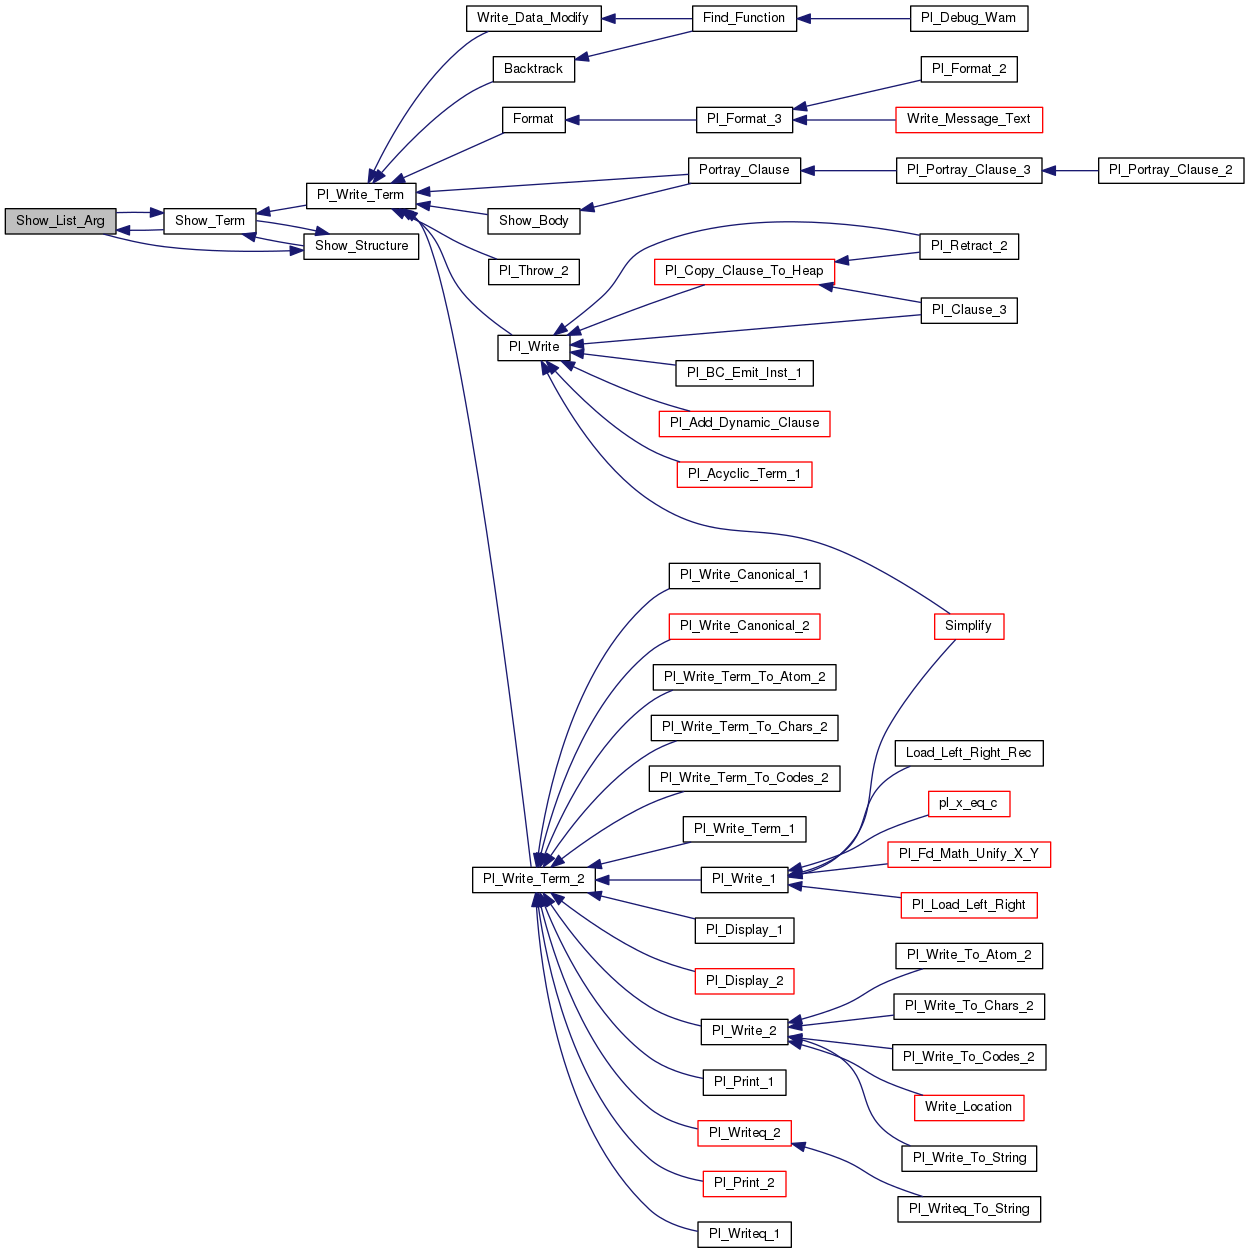 Write_Data_Modify
Find_Function
Pl_Debug_Wam
Backtrack
Pl_Format_2
Format
Pl_Format_3
Write_Message_Text
Portray_Clause
Pl_Portray_Clause_3
Pl_Portray_Clause_2
Pl_Write_Term
Show_List_Arg
Show_Term
Show_Body
Show_Structure
Pl_Retract_2
Pl_Throw_2
Pl_Copy_Clause_To_Heap
Pl_Clause_3
Pl_Write
Pl_BC_Emit_Inst_1
Pl_Add_Dynamic_Clause
Pl_Acyclic_Term_1
Pl_Write_Canonical_1
Pl_Write_Canonical_2
Simplify
Pl_Write_Term_To_Atom_2
Pl_Write_Term_To_Chars_2
Load_Left_Right_Rec
Pl_Write_Term_To_Codes_2
pl_x_eq_c
Pl_Write_Term_1
Pl_Fd_Math_Unify_X_Y
Pl_Write_Term_2
Pl_Write_1
Pl_Load_Left_Right
Pl_Display_1
Pl_Write_To_Atom_2
Pl_Display_2
Pl_Write_To_Chars_2
Pl_Write_2
Pl_Write_To_Codes_2
Pl_Print_1
Write_Location
Pl_Writeq_2
Pl_Write_To_String
Pl_Print_2
Pl_Writeq_To_String
Pl_Writeq_1